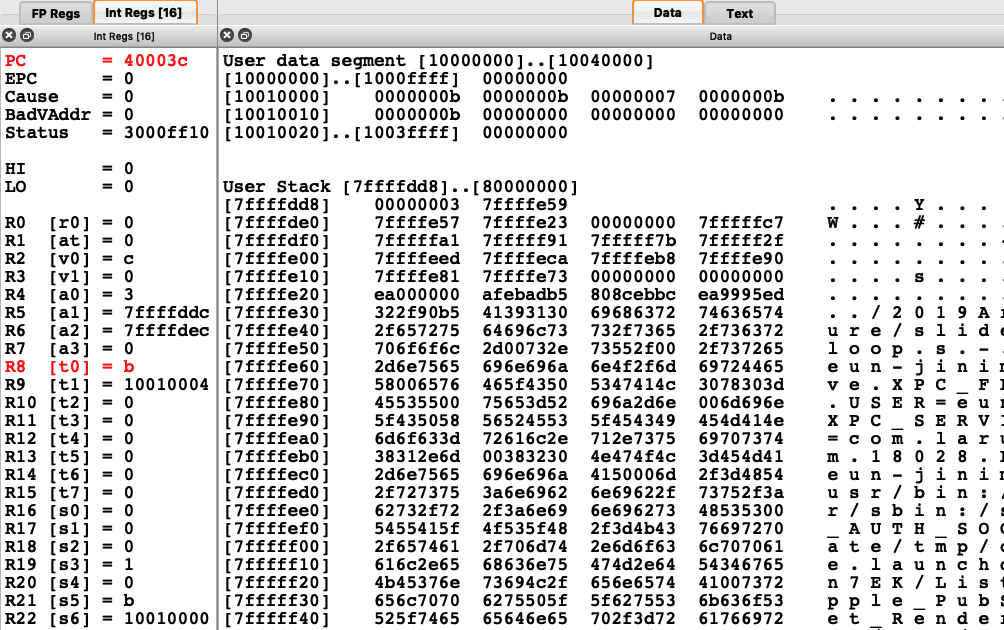 FP Regs
Int Regs [16]
Int Regs [16]
PC = 40003c
EPC = 0
Cause = 0
BadVAddr = 0
Status = 3000ff10
HI = 0
LO = 0
R0 [r0] = 0
R1 [at] = 0
R2 [v0] = c
R3 [v1] = 0
R4 [a0] = 3
R5 [a1] = 7ffffddc
R6 [a2] = 7ffffdec
R7 [a3] = 0
R8 [t0] = b
R9 [t1] = 10010004
R10 [t2] = 0
R11 [t3] = 0
R12 [t4] = 0
R13 [t5] = 0
R14 [t6] = 0
R15 [t7] = 0
R16 [s0] = 0
R17 [s1] = 0
R18 [s2] = 0
R19 [s3] = 1
R20 [s4] = 0
R21 [s5] = b
R22 [s6] = 10010000
Data
Text
Data
User data segment [10000000]..[10040000]
[10000000]..[1000ffff] 00000000
[10010000] 0000000b 0000000b 00000007 0000000b . . . . . . . . . .
[10010010] 0000000b 00000000 00000000 00000000 . . . . . . . . . .
[10010020]..[1003ffff] 00000000
User Stack [7ffffdd8]..[80000000]
[7ffffdd8] 00000003 7ffffe59 . . . . Y . . .
[7ffffde0] 7ffffe57 7ffffe23 00000000 7fffffc7 W . . . # . . . . .
[7ffffdf0] 7fffffa1 7fffff91 7fffff7b 7fffff2f . . . . . . . . . .
[7ffffe00] 7ffffeed 7ffffeca 7ffffeb8 7ffffe90 . . . . . . . . . .
[7ffffe10] 7ffffe81 7ffffe73 00000000 00000000 . . . . s . . . . .
[7ffffe20] ea000000 afebadb5 808cebbc ea9995ed . . . . . . . . . .
[7ffffe30] 322f90b5 41393130 69686372 74636574 . . / 2 0 1 9 A r
[7ffffe40] 2f657275 64696c73 732f7365 2f736372 u r e / s l i d e
[7ffffe50] 706f6f6c 2d00732e 73552f00 2f737265 l o o p . s . - .
[7ffffe60] 2d6e7565 696e696a 6e4f2f6d 69724465 e u n - j i n i
[7ffffe70] 58006576 465f4350 5347414c 3078303d v e . X P C _ F
[7ffffe80] 45535500 75653d52 696a2d6e 006d696e . U S E R = e u n
[7ffffe90] 5f435058 56524553 5f454349 454d414e X P C _ S E R V I
[7ffffea0] 6d6f633d 72616c2e 712e7375 69707374 = c o m . l a r u
[7ffffeb0] 38312e6d 00383230 4e474f4c 3d454d41 m . 1 8 0 2 8 .
[7ffffec0] 2d6e7565 696e696a 4150006d 2f3d4854 e u n - j i n i
[7ffffed0] 2f727375 3a6e6962 6e69622f 73752f3a u s r / b i n : /
[7ffffee0] 62732f72 2f3a6e69 6e696273 48535300 r / s b i n : / s
[7ffffef0] 5455415f 4f535f48 2f3d4b43 76697270 _ A U T H _ S O C
[7fffff00] 2f657461 2f706d74 2e6d6f63 6c707061 a t e / t m p / c
[7fffff10] 616c2e65 68636e75 474d2e64 54346765 e . l a u n c h
[7fffff20] 4b45376e 73694c2f 656e6574 41007372 n 7 E K / L i s t
[7fffff30] 656c7070 6275505f 5f627553 6b636f53 p p l e _ P u b S
[7fffff40] 525f7465 65646e65 702f3d72 61766972 e t _ R e n d e